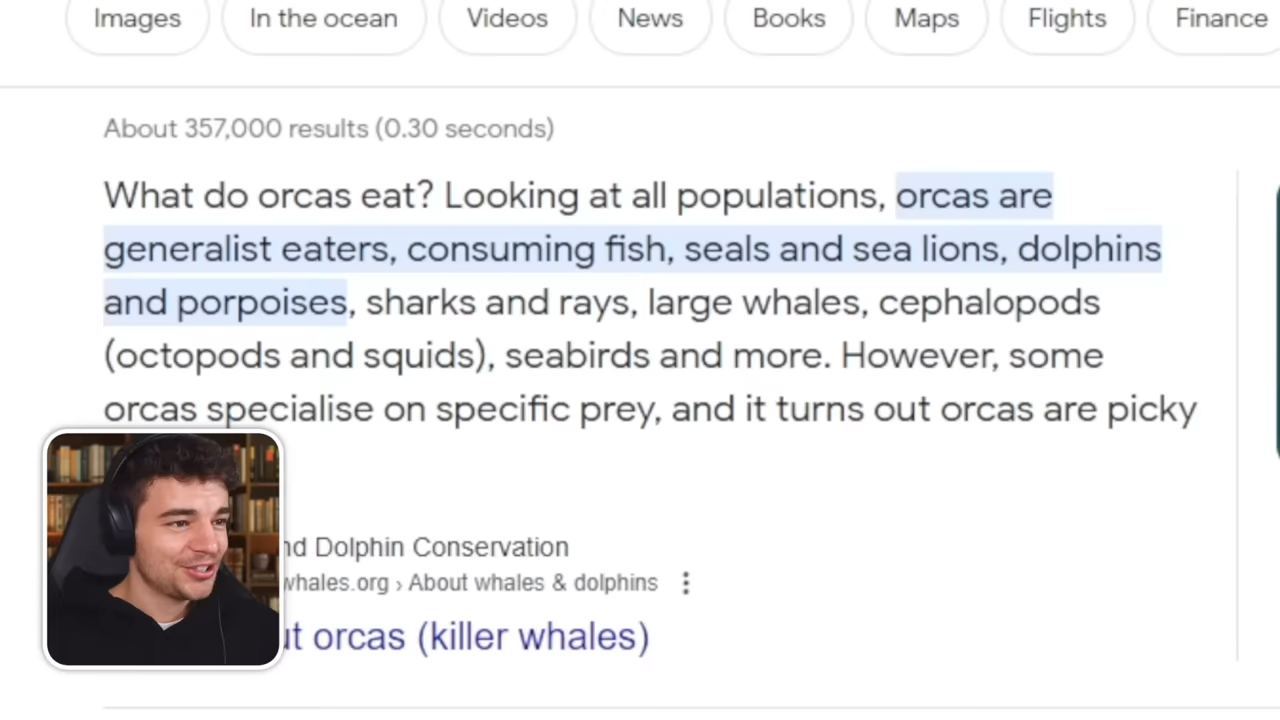 Images In the ocean Videos News Books Maps Flights Finance
About 357,000 results (0.30 seconds)
What do orcas eat? Looking at all populations, orcas are
generalist eaters, consuming fish, seals and sea lions, dolphins
and porpoises, sharks and rays, large whales, cephalopods
(octopods and squids), seabirds and more. However, some
orcas specialise on specific prey, and it turns out orcas are picky
Dolphin Conservation
whales.org › About whales & dolphins
orcas (killer whales)